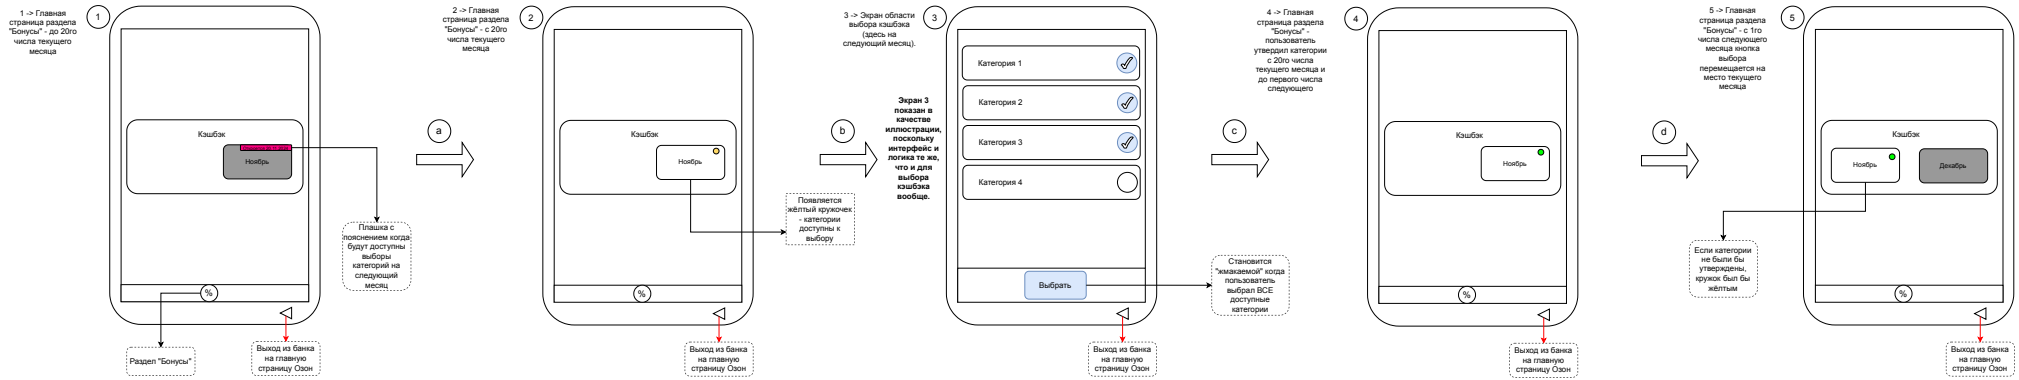 1 -> Главная
страница раздела
"Бонусы" - до 20го
числа текущего
месяца
1
Кэшбэк
Ноябрь
%
Плашка с
пояснением когда
будут доступны
выборы
категорий на
следующий
месяц
Раздел "Бонусы"
Выход из банка
на главную
страницу Озон
a
2 -> Главная
страница раздела
"Бонусы" - с 20го
числа текущего
месяца
2
Кэшбэк
Ноябрь
%
Появляется
жёлтый кружочек
- категории
доступны к
выбору
Выход из банка
на главную
страницу Озон
b
3 -> Экран области
выбора кэшбэка
(здесь на
следующий месяц).
3
Экран 3
показан в
качестве
иллюстрации,
поскольку
интерфейс и
логика те же,
что и для
выбора
кэшбэка
вообще.
Категория 1
Категория 2
Категория 3
Категория 4
Выбрать
Становится
"жмакаемой" когда
пользователь
выбрал ВСЕ
доступные
категории
Выход из банка
на главную
страницу Озон
c
4 -> Главная
страница раздела
"Бонусы" -
пользователь
утвердил категории
с 20го числа
текущего месяца и
до первого числа
следующего
4
Кэшбэк
Ноябрь
%
Выход из банка
на главную
страницу Озон
d
5 -> Главная
страница раздела
"Бонусы" - с 1го
числа следующего
месяца кнопка
выбора
перемещается на
место текущего
месяца
5
Кэшбэк
Ноябрь
Декабрь
%
Если категории
не были бы
утверждены,
кружок был бы
жёлтым
Выход из банка
на главную
страницу Озон